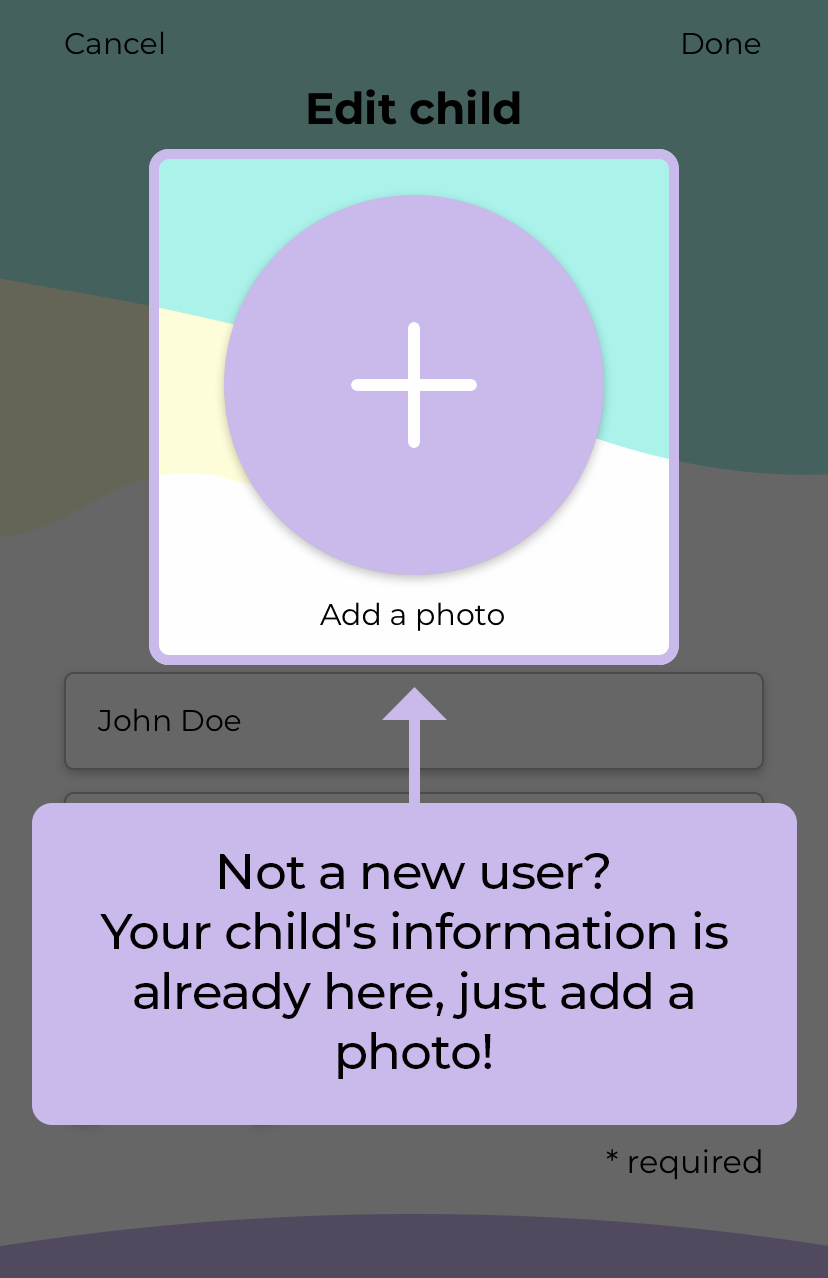 Cancel
Done
Edit child
Add a photo
John Doe
Not a new user?
Your child's information is
already here, just add a
photo!
* required